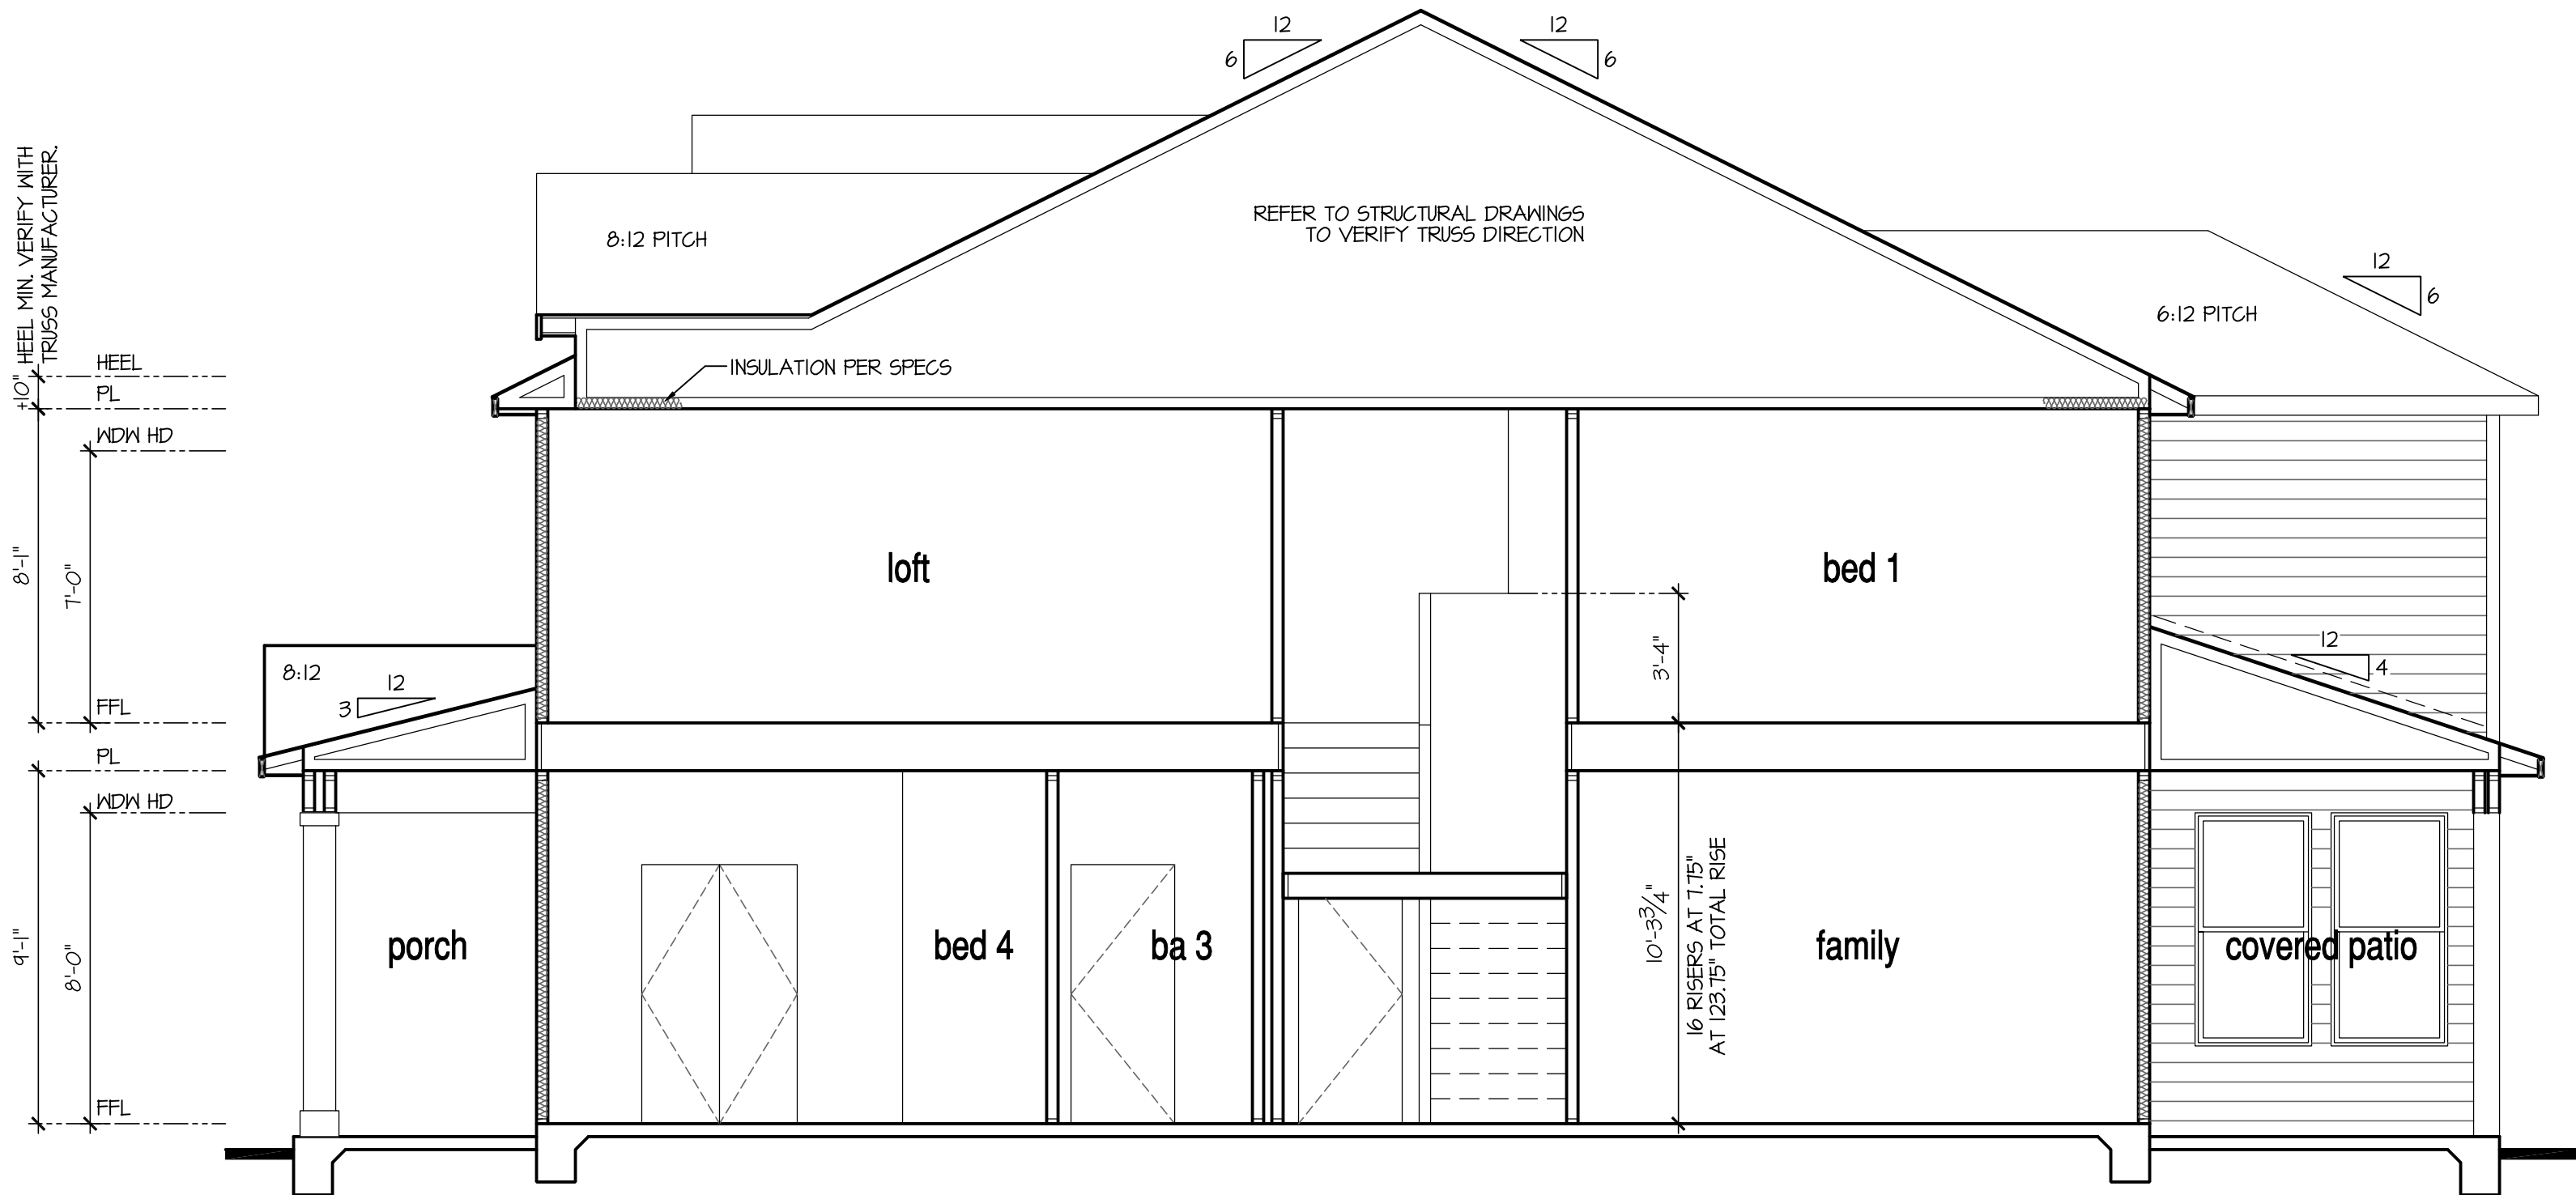 12
6
12
6
HEEL MIN. VERIFY WITH
TRUSS MANUFACTURER.
REFER TO STRUCTURAL DRAWINGS
TO VERIFY TRUSS DIRECTION
8:12 PITCH
12
6
6:12 PITCH
HEEL
INSULATION PER SPECS
+10"
PL
WDW HD
8'-1"
7'-0"
loft
bed 1
3'-4"
8:12
12
3
12
4
FFL
PL
WDW HD
9'-1"
8'-0"
porch
bed 4
ba 3
10'-3 3/4"
16 RISERS AT 7.75"
AT 123.75" TOTAL RISE
family
covered patio
FFL